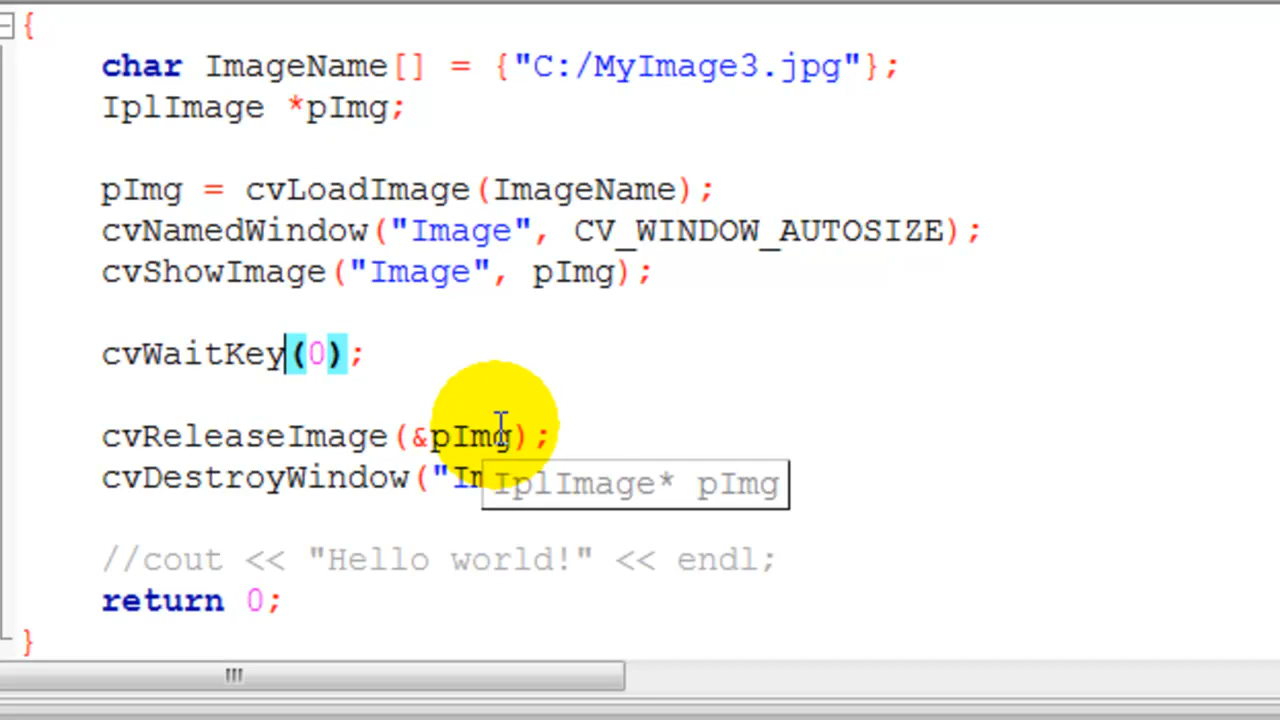 {
char ImageName[] = {"C:/MyImage3.jpg"};
IplImage *pImg;
pImg = cvLoadImage(ImageName);
cvNamedWindow("Image", CV_WINDOW_AUTOSIZE);
cvShowImage("Image", pImg);
cvWaitKey(0);
cvReleaseImage(&pImg);
cvDestroyWindow("Im
IplImage* pImg
//cout << "Hello world!" << endl;
return 0;
}